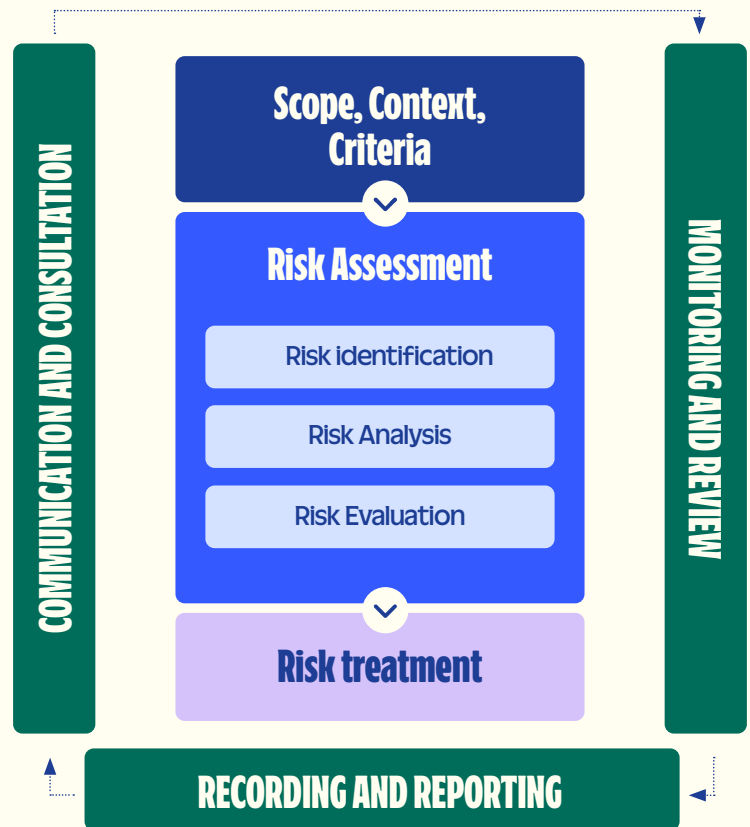 COMMUNICATION AND CONSULTATION
Scope, Context,
Criteria
Risk Assessment
Risk identification
Risk Analysis
Risk Evaluation
Risk treatment
MONITORING AND REVIEW
RECORDING AND REPORTING